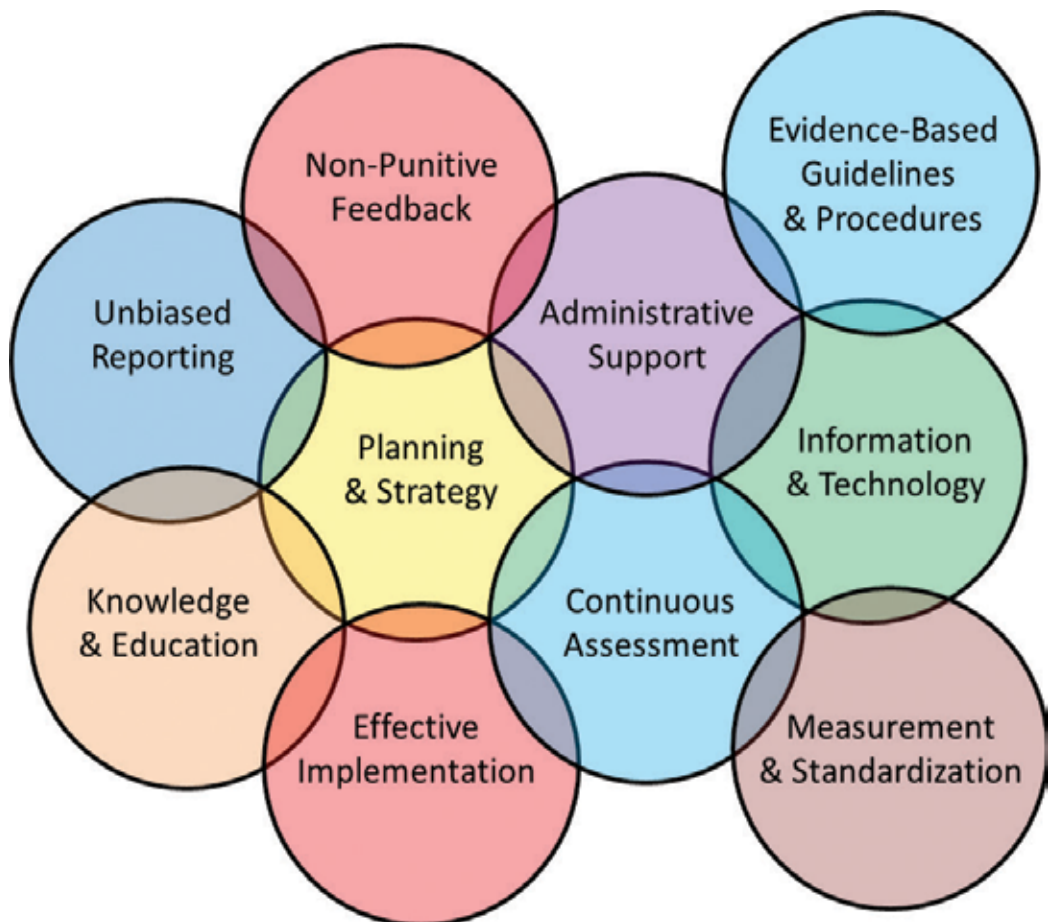 Non-Punitive
Feedback
Evidence-Based
Guidelines
& Procedures
Unbiased
Reporting
Administrative
Support
Planning
& Strategy
Information
& Technology
Knowledge
& Education
Continuous
Assessment
Effective
Implementation
Measurement
& Standardization